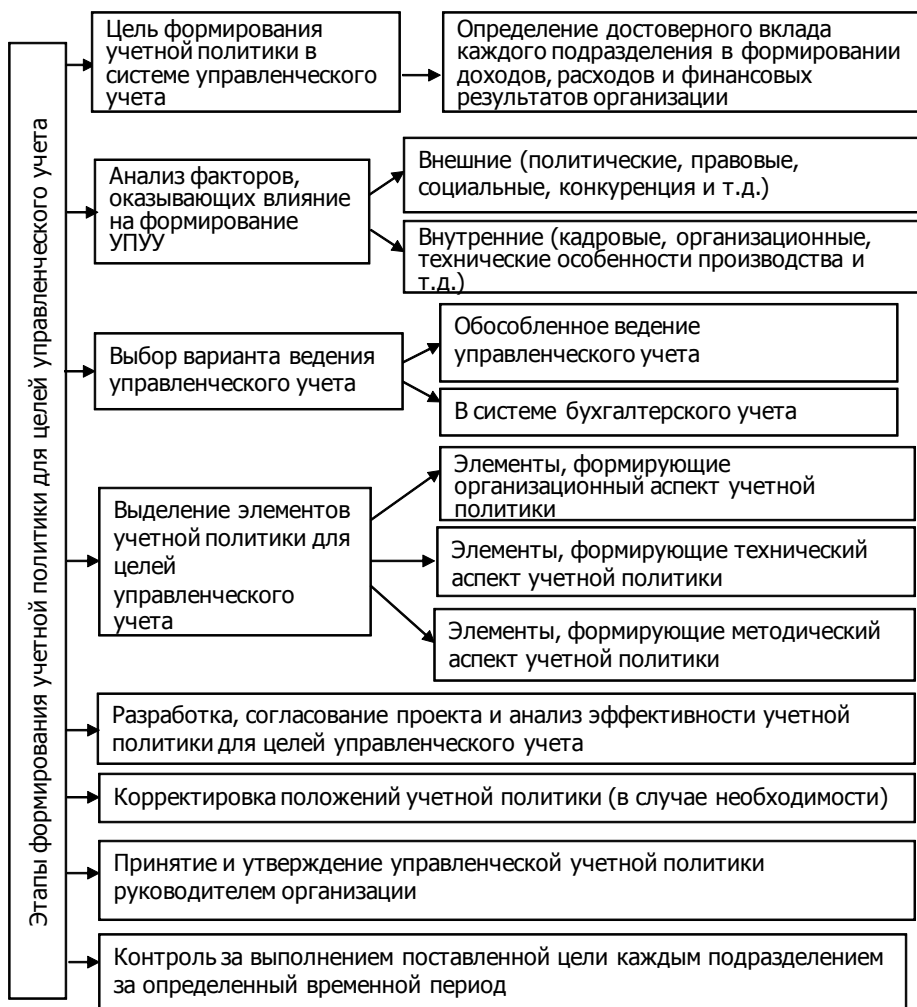 Этапы формирования учетной политики для целей управленческого учета
Цель формирования
учетной политики в
системе управленческого
учета
Определение достоверного вклада
каждого подразделения в формировании
доходов, расходов и финансовых
результатов организации
Анализ факторов,
оказывающих влияние
на формирование
УПУУ
Внешние (политические, правовые,
социальные, конкуренция и т.д.)
Внутренние (кадровые, организационные,
технические особенности производства и
т.д.)
Выбор варианта ведения
управленческого учета
Обособленное ведение
управленческого учета
В системе бухгалтерского учета
Выделение элементов
учетной политики для
целей
управленческого
учета
Элементы, формирующие
организационный аспект учетной
политики
Элементы, формирующие технический
аспект учетной политики
Элементы, формирующие методический
аспект учетной политики
Разработка, согласование проекта и анализ эффективности учетной
политики для целей управленческого учета
Корректировка положений учетной политики (в случае необходимости)
Принятие и утверждение управленческой учетной политики
руководителем организации
Контроль за выполнением поставленной цели каждым подразделением
за определенный временной период